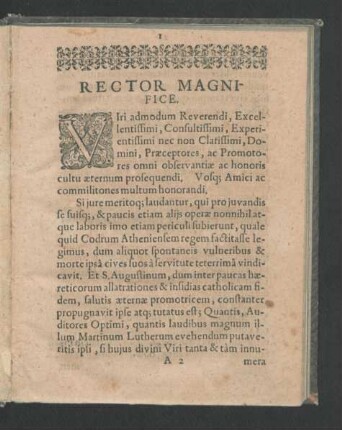 1
RECTOR MAGNI-
FICE.
VIri admodum Reverendi, Excel-
lentissimi, Consultissimi, Experi-
entissimi nec non Clatissimi, Do-
mini, Præceptores, ac Promoto-
res omni observantiæ ac honoris
cultu æternum prosequendi. Vosq; Amici ac
commilitones multum honorandi.
Si jure meritoq; laudantur, qui pro juvandis
se suisq;, & paucis etiam alijs operæ nonnihil at-
que laboris imo etiam periculi subierunt, quale
quid Codrum Atheniensem regem factitasse le-
gimus, dum aliquot spontaneis vulneribus &
morte ipsâ cives suos à servitute teterrimâ vindi-
cavit. Et S. Augustinum, dum inter pauras hæ-
reticorum allatrationes & insidias catholicam fi-
dem, salutis æternæ promotricem, constanter
propugnavit ipse atq; tutatus est; Quantis, Au-
ditores Optimi, quantis laudibus magnum il-
lum Martinum Lutherum evehendum putave-
ritis ipsi, si hujus divini Viri tanta & tàm innu-
A 2 mera